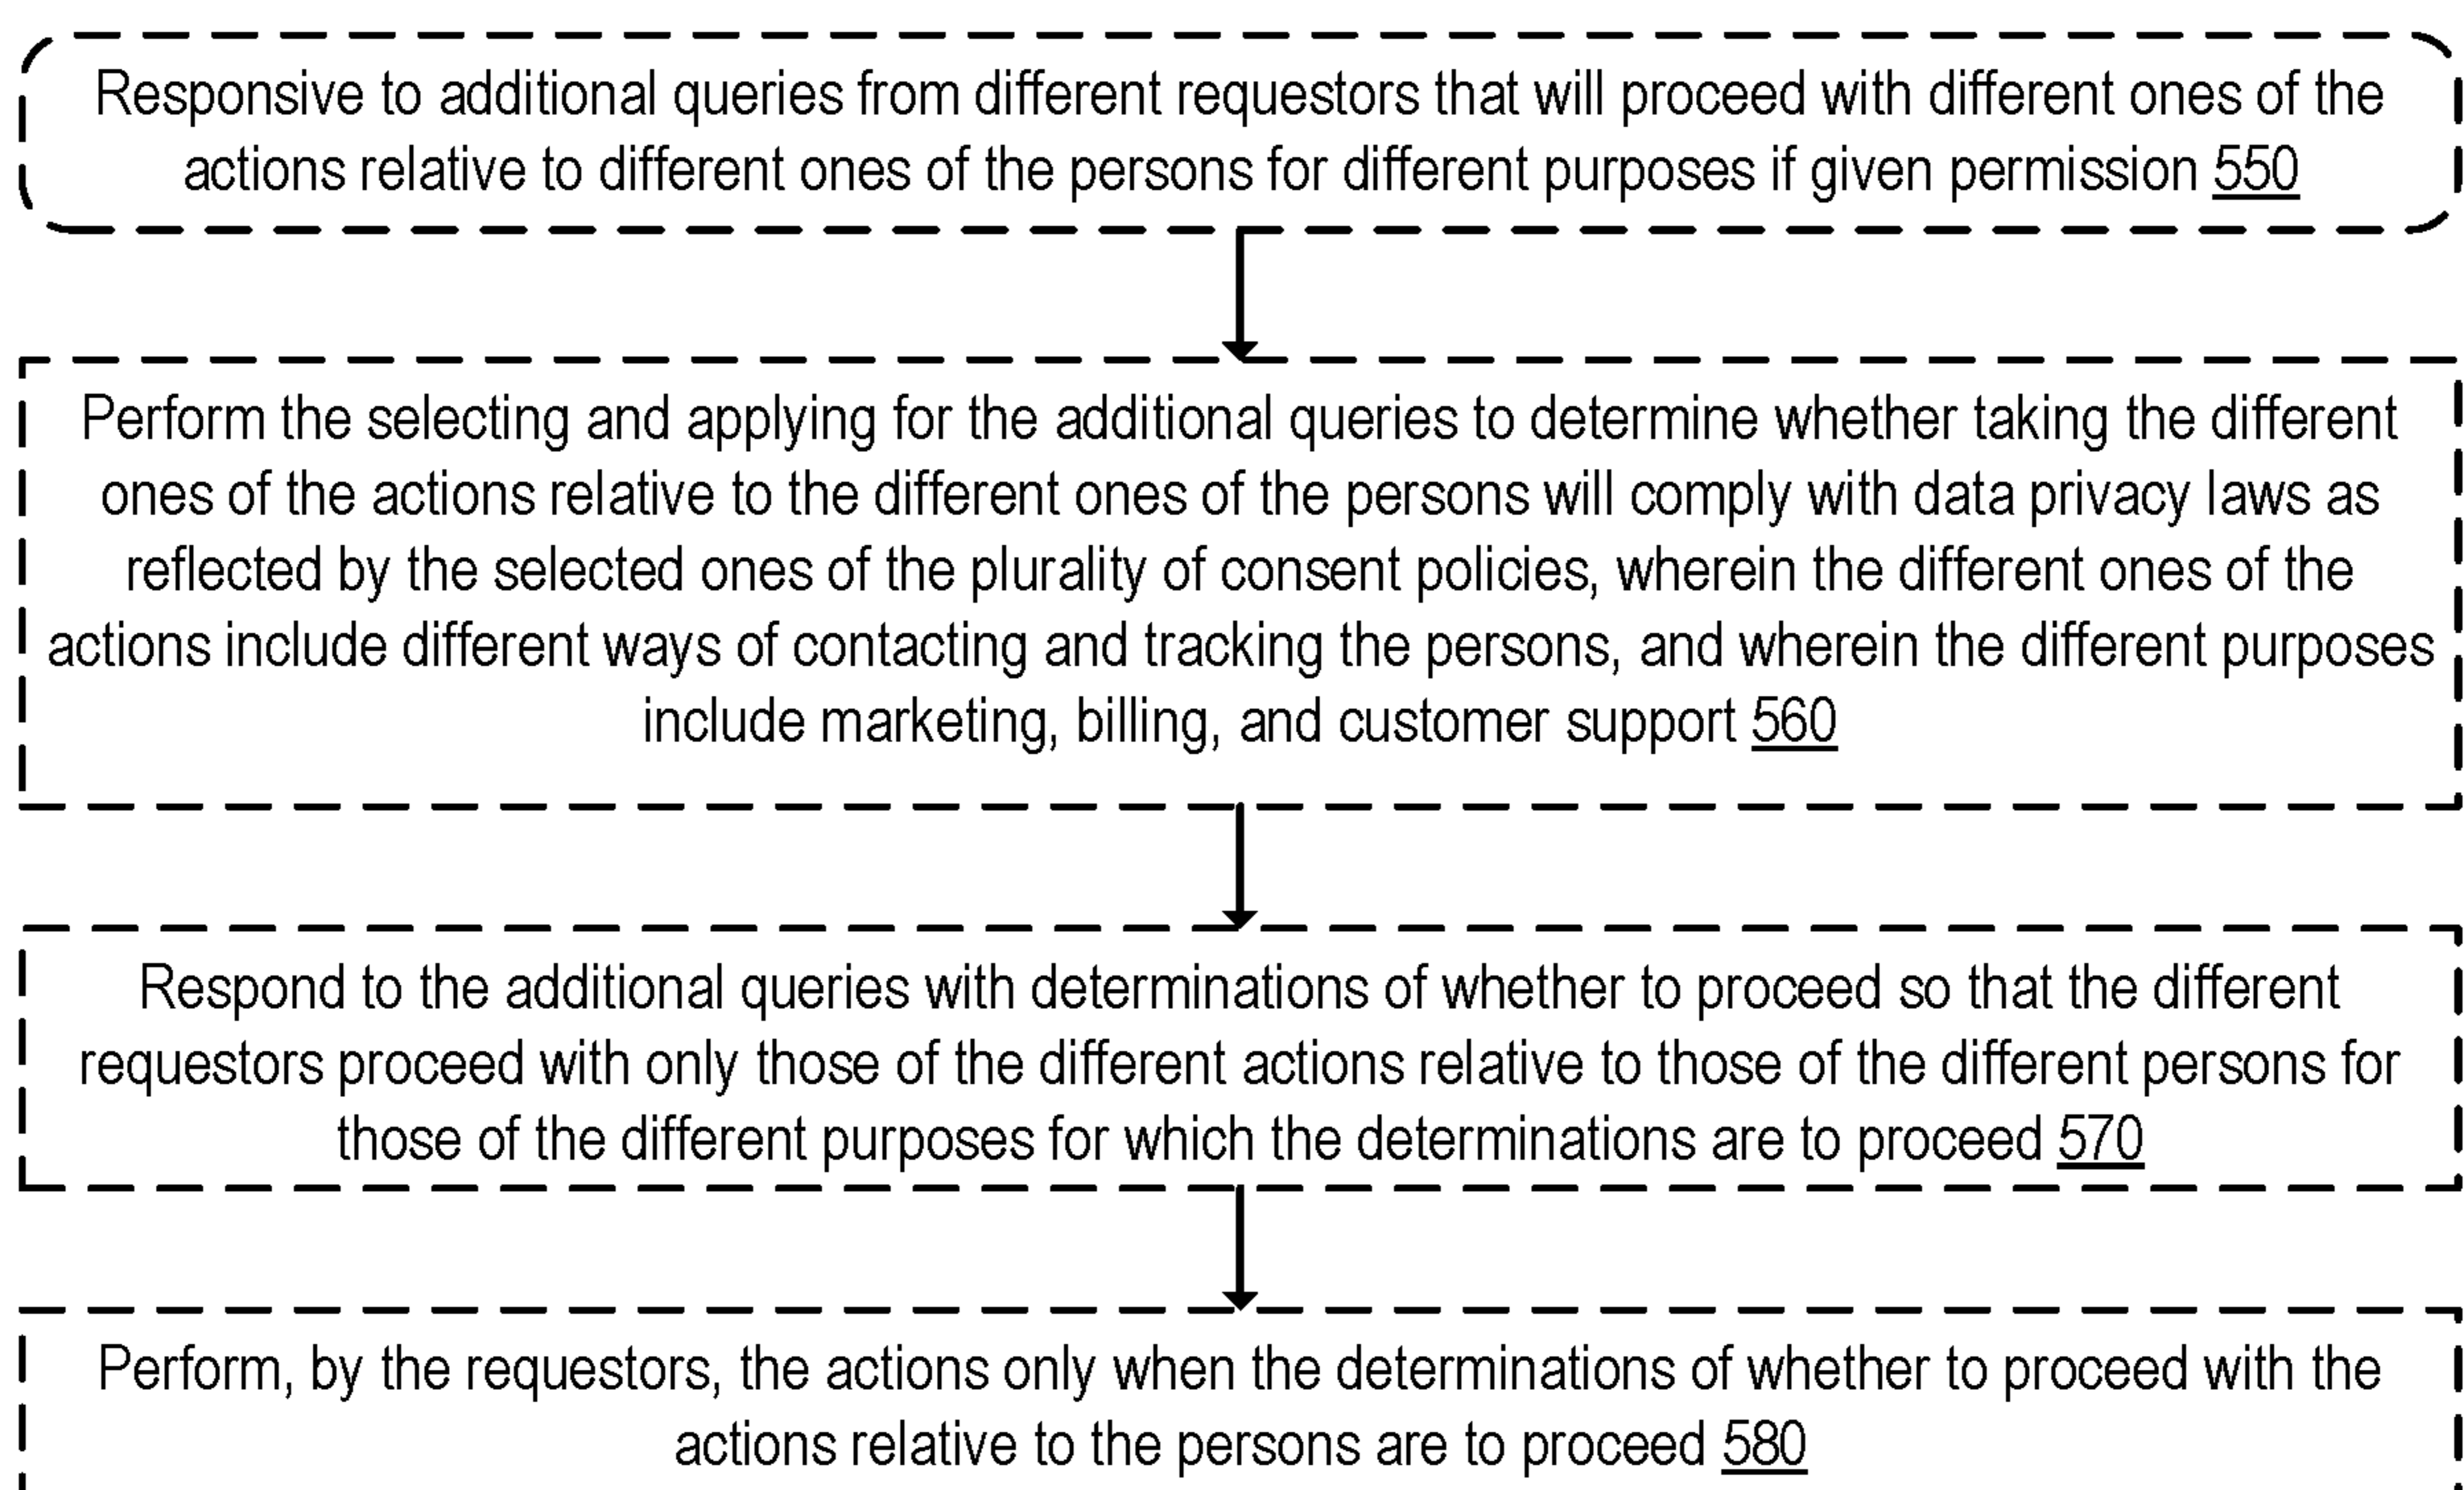 Responsive to additional queries from different requestors that will proceed with different ones of the
actions relative to different ones of the persons for different purposes if given permission 550
Perform the selecting and applying for the additional queries to determine whether taking the different
ones of the actions relative to the different ones of the persons will comply with data privacy laws as
reflected by the selected ones of the plurality of consent policies, wherein the different ones of the
actions include different ways of contacting and tracking the persons, and wherein the different purposes
include marketing, billing, and customer support 560
Respond to the additional queries with determinations of whether to proceed so that the different
requestors proceed with only those of the different actions relative to those of the different persons for
those of the different purposes for which the determinations are to proceed 570
Perform, by the requestors, the actions only when the determinations of whether to proceed with the
actions relative to the persons are to proceed 580